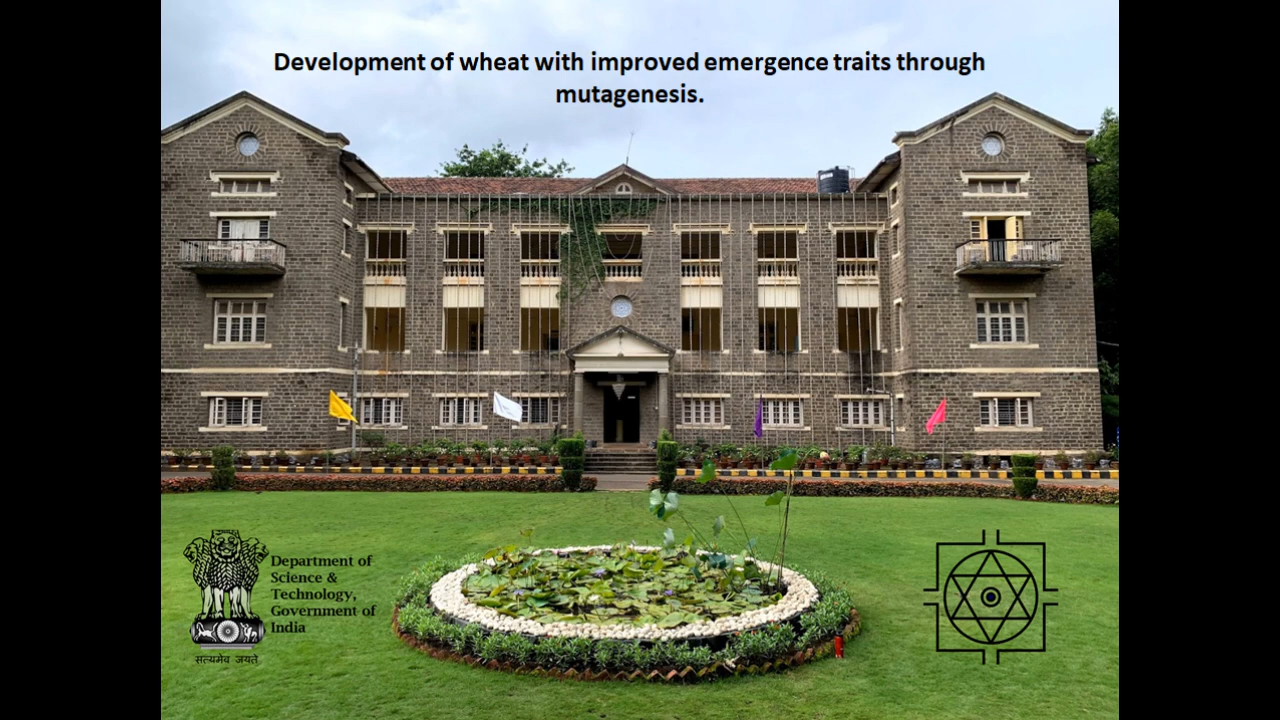 Development of wheat with improved emergence traits through
mutagenesis.
Department of
Science &
Technology,
Government of
India
सत्यमेव जयते